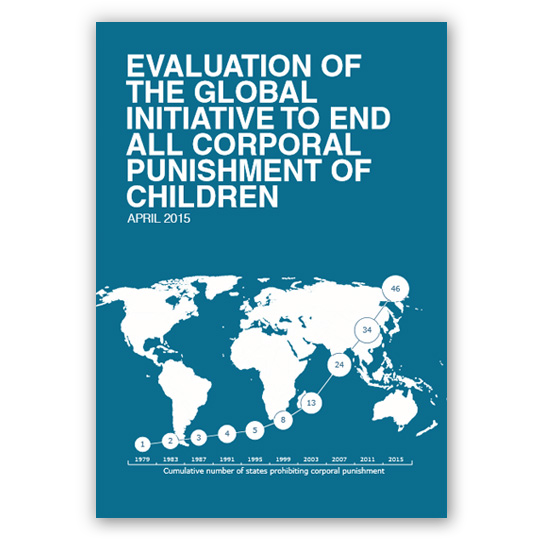 EVALUATION OF
THE GLOBAL
INITIATIVE TO END
ALL CORPORAL
PUNISHMENT OF
CHILDREN
APRIL 2015
46
34
24
13
8
5
4
3
2
1
1979 1983 1987 1991 1995 1999 2003 2007 2011 2015
Cumulative number of states prohibiting corporal punishment